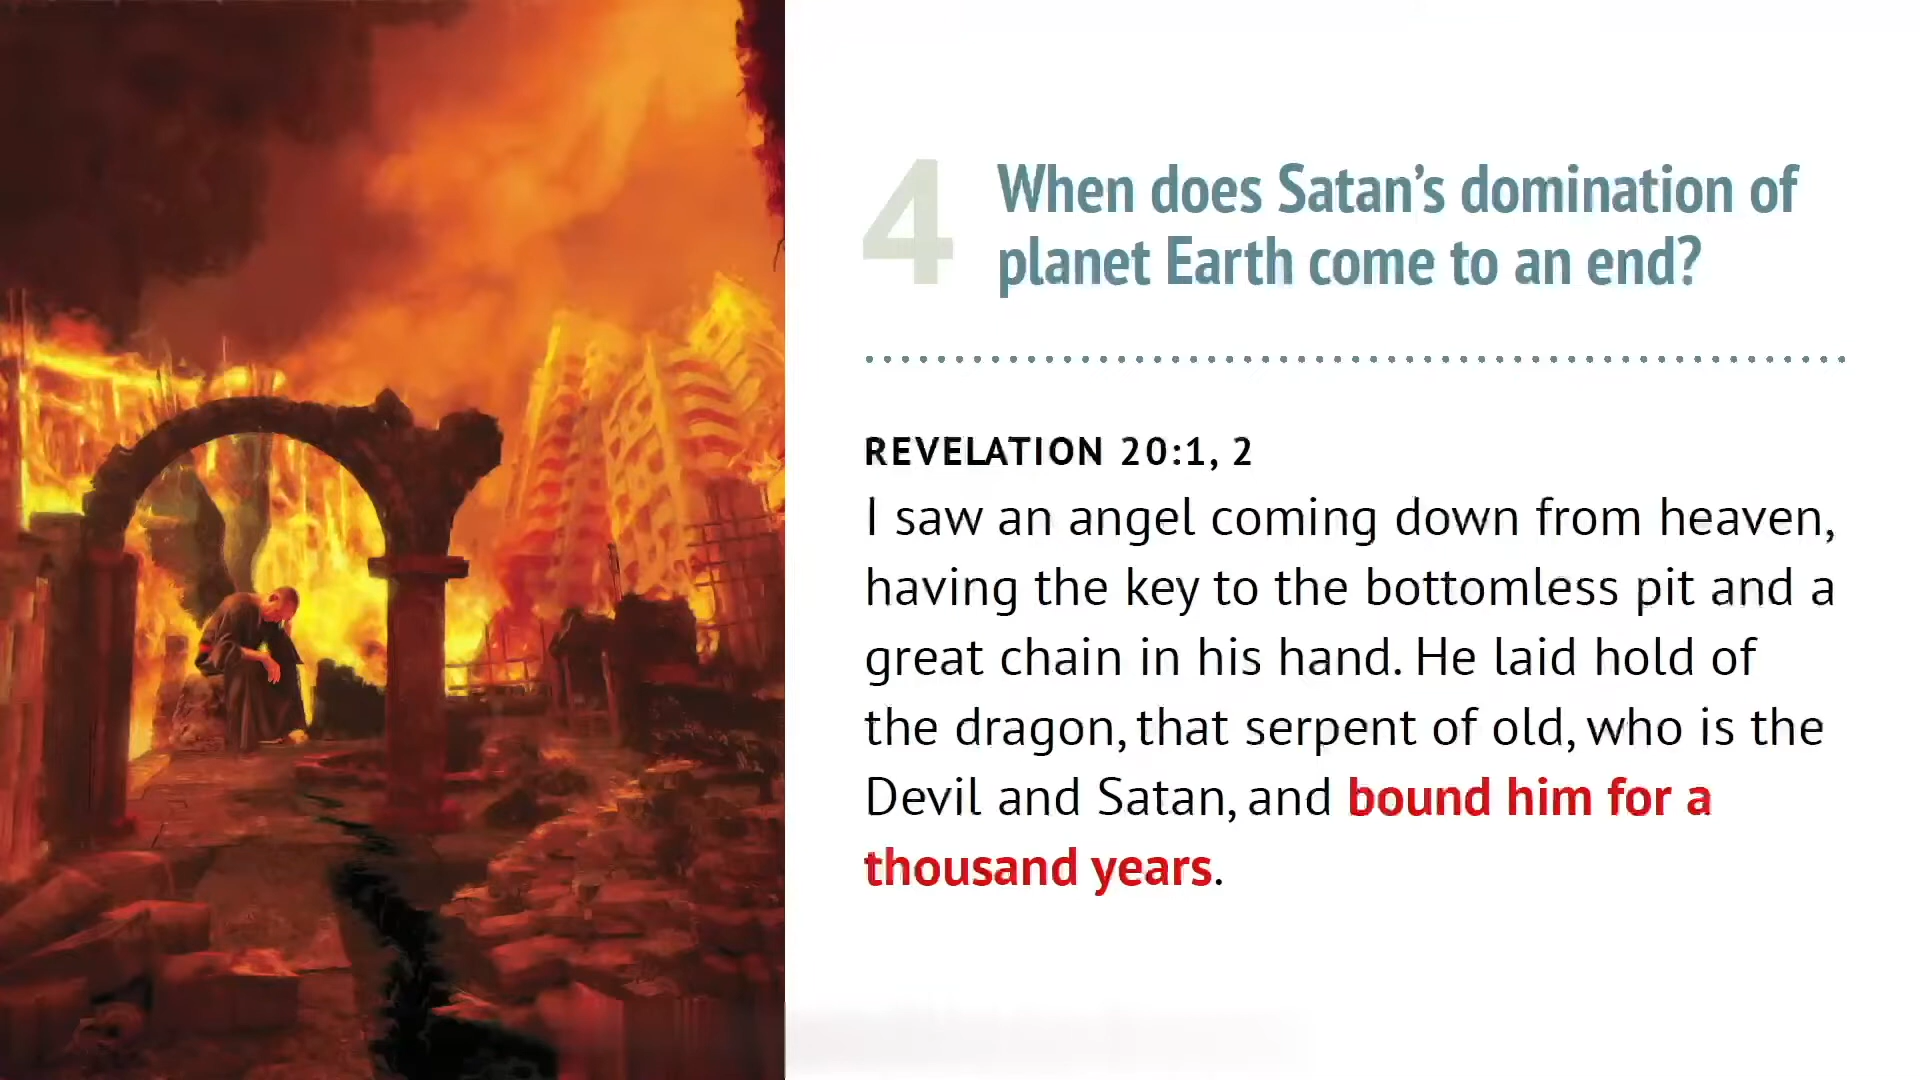 4
When does Satan’s domination of
planet Earth come to an end?
REVELATION 20:1, 2
I saw an angel coming down from heaven,
having the key to the bottomless pit and a
great chain in his hand. He laid hold of
the dragon, that serpent of old, who is the
Devil and Satan, and bound him for a
thousand years.